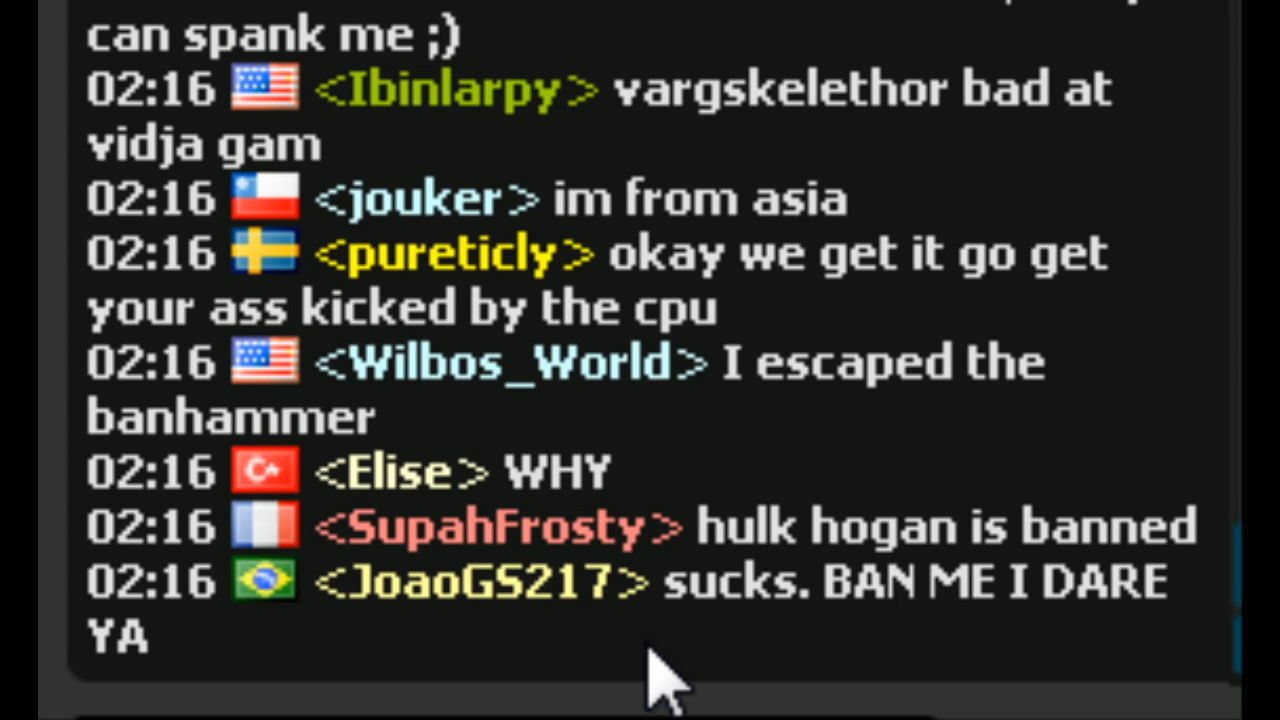 can spank me ;)
02:16 <Ibinlarpy> vargskelethor bad at
vidja gam
02:16 <jouker> im from asia
02:16 <pureticly> okay we get it go get
your ass kicked by the cpu
02:16 <Wilbos_World> I escaped the
banhammer
02:16 <Elise> WHY
02:16 <SupahFrosty> hulk hogan is banned
02:16 <JoaoGS217> sucks. BAN ME I DARE
YA